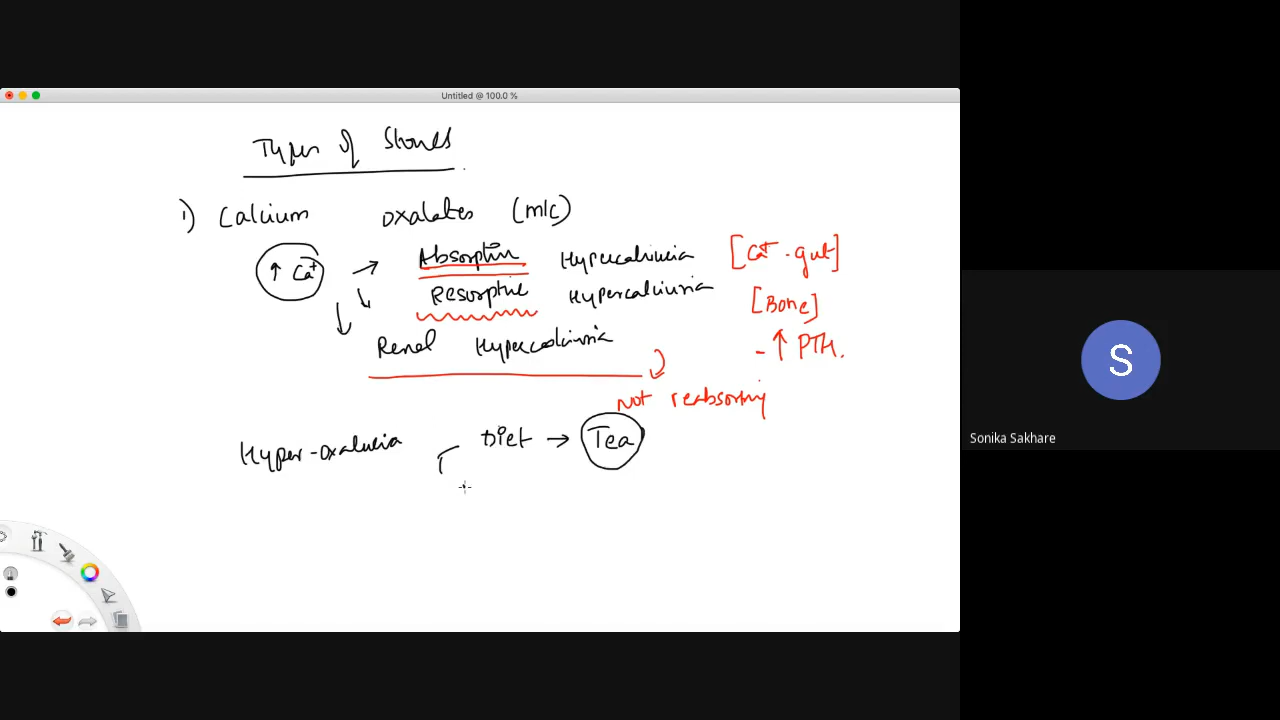 Untitled @ 100.0 %
Types of Stones
1) Calcium oxalates (m/c)
↑ Ca+ → Absorptive Hypercalciuria [Ca+ - gut]
Resorptive Hypercalciuria [Bone]
Renal Hypercalciuria - ↑ PTH.
Not reabsorbing
Hyper-oxaluria Diet → Tea
S
Sonika Sakhare